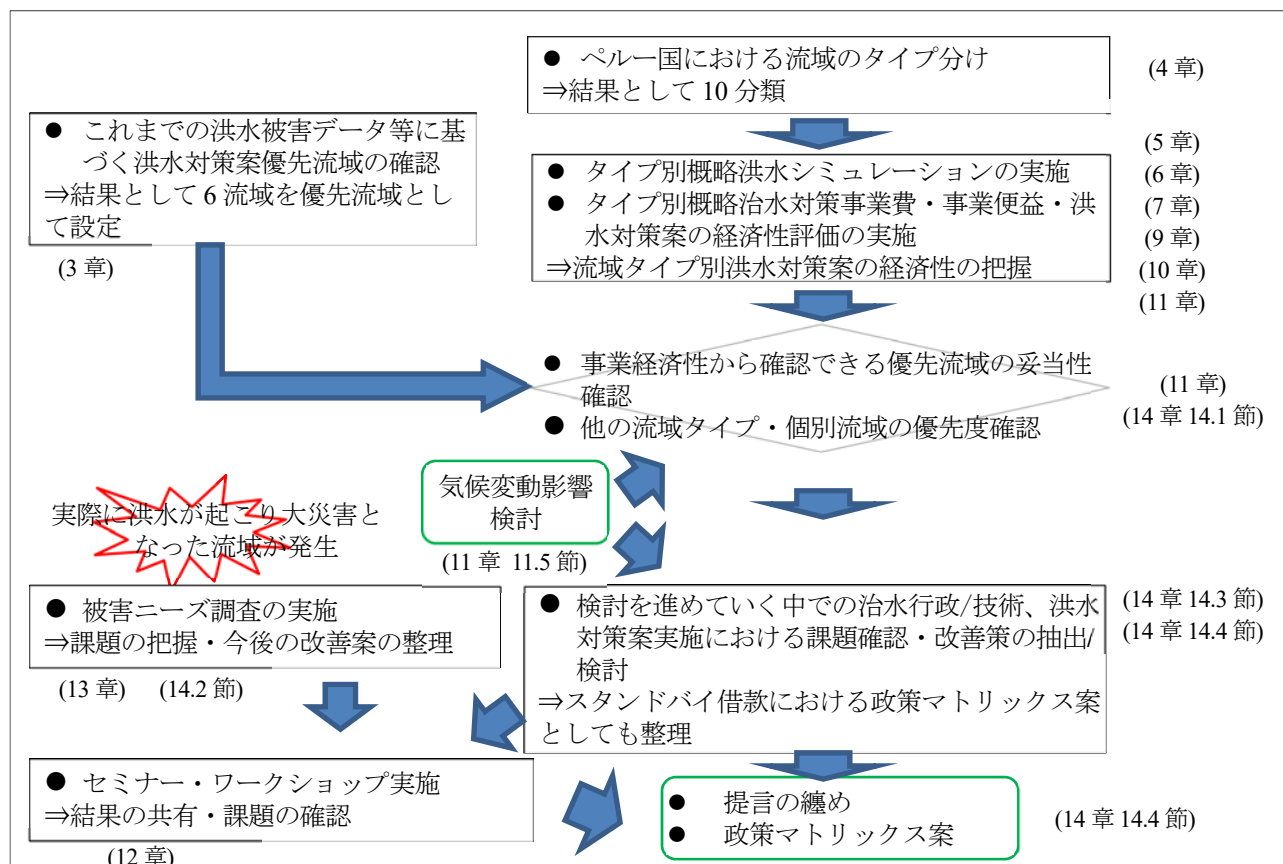 ● ペルー国における流域のタイプ分け
⇒結果として 10 分類
(4 章)
● これまでの洪水被害データ等に基
づく洪水対策案優先流域の確認
⇒結果として 6 流域を優先流域とし
て設定
(3 章)
● タイプ別概略洪水シミュレーションの実施
● タイプ別概略治水対策事業費・事業便益・洪
水対策案の経済性評価の実施
⇒流域タイプ別洪水対策案の経済性の把握
(5 章)
(6 章)
(7 章)
(9 章)
(10 章)
(11 章)
● 事業経済性から確認できる優先流域の妥当性
確認
● 他の流域タイプ・個別流域の優先度確認
(11 章)
(14 章 14.1 節)
気候変動影響
検討
(11 章 11.5 節)
実際に洪水が起こり大災害と
なった流域が発生
● 被害ニーズ調査の実施
⇒課題の把握・今後の改善案の整理
(13 章) (14.2 節)
● 検討を進めていく中での治水行政/技術、洪水
対策案実施における課題確認・改善策の抽出/
検討
⇒スタンドバイ借款における政策マトリックス案
としても整理
(14 章 14.3 節)
(14 章 14.4 節)
● セミナー・ワークショップ実施
⇒結果の共有・課題の確認
(12 章)
● 提言の纏め
● 政策マトリックス案
(14 章 14.4 節)